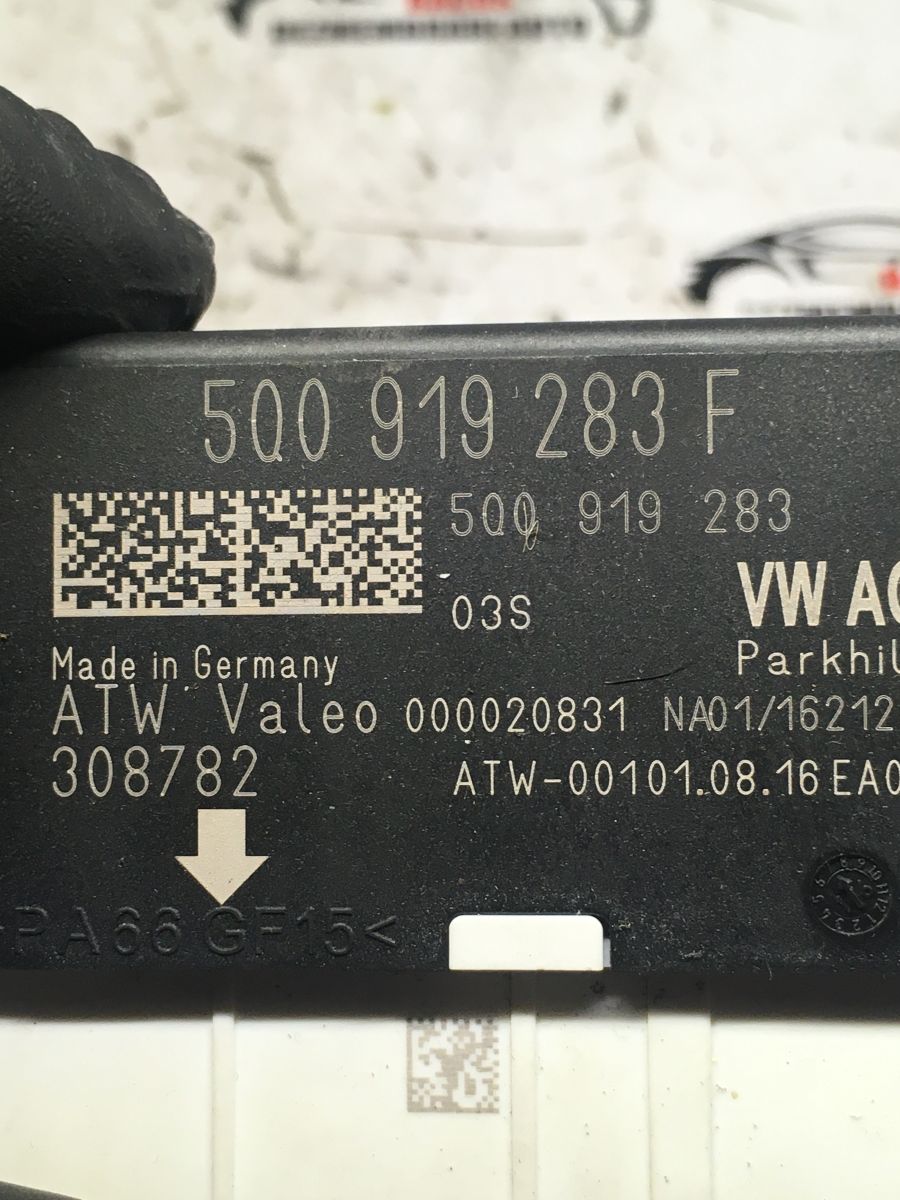 5Q0 919 283 F
5Q0 919 283
03S
VW AG
Parkhil
Made in Germany
ATW Valeo 000020831 NA01/16212
308782
ATW-00101.08.16 EA0
PA66 GF15<